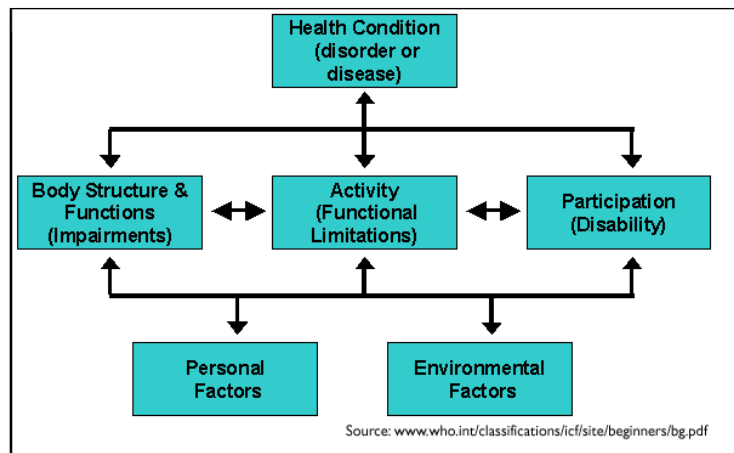 Health Condition
(disorder or
disease)
Body Structure &
Functions
(Impairments)
Activity
(Functional
Limitations)
Participation
(Disability)
Personal
Factors
Environmental
Factors
Source: www.who.int/classifications/icf/site/beginners/bg.pdf